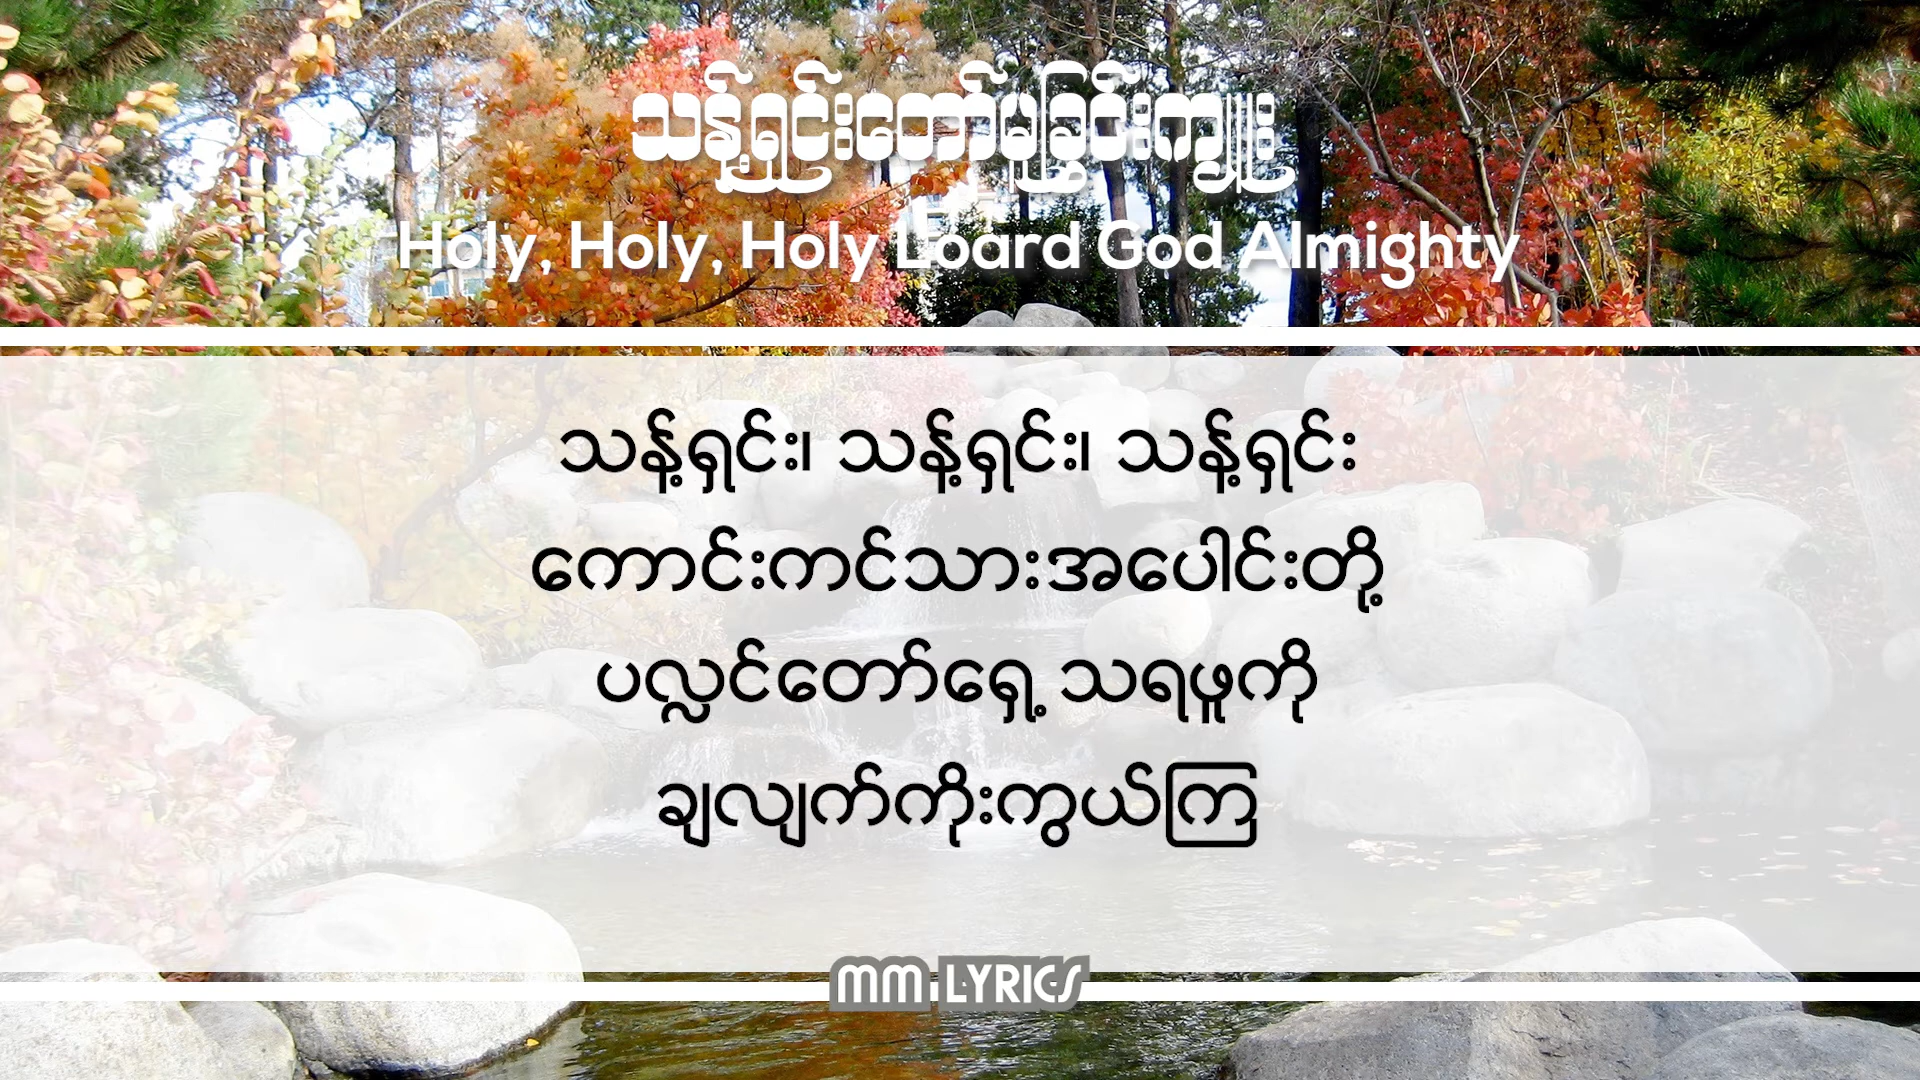 သန့်ရှင်းတော်မူခြင်းကျူး
Holy, Holy, Holy Loard God Almighty
သန့်ရှင်း၊ သန့်ရှင်း၊ သန့်ရှင်း
ကောင်းကင်သားအပေါင်းတို့
ပလ္လင်တော်ရှေ့ သရဖူကို
ချလျက်ကိုးကွယ်ကြ
MM LYRICS